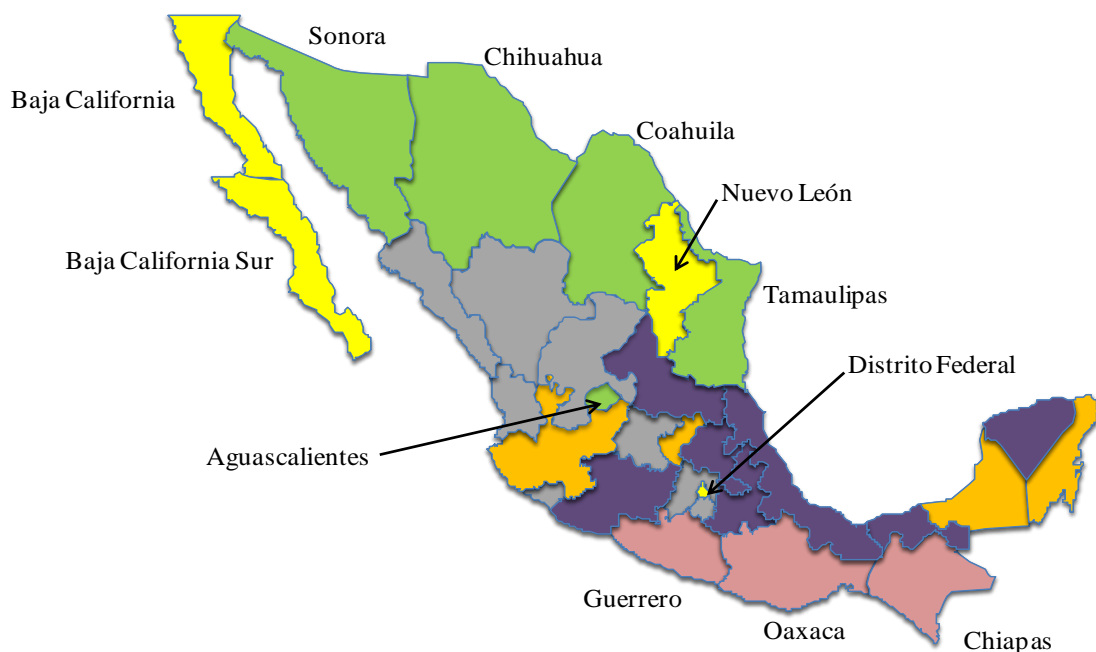 Sonora
Chihuahua
Baja California
Coahuila
Nuevo León
Baja California Sur
Tamaulipas
Distrito Federal
Aguascalientes
Guerrero
Oaxaca
Chiapas